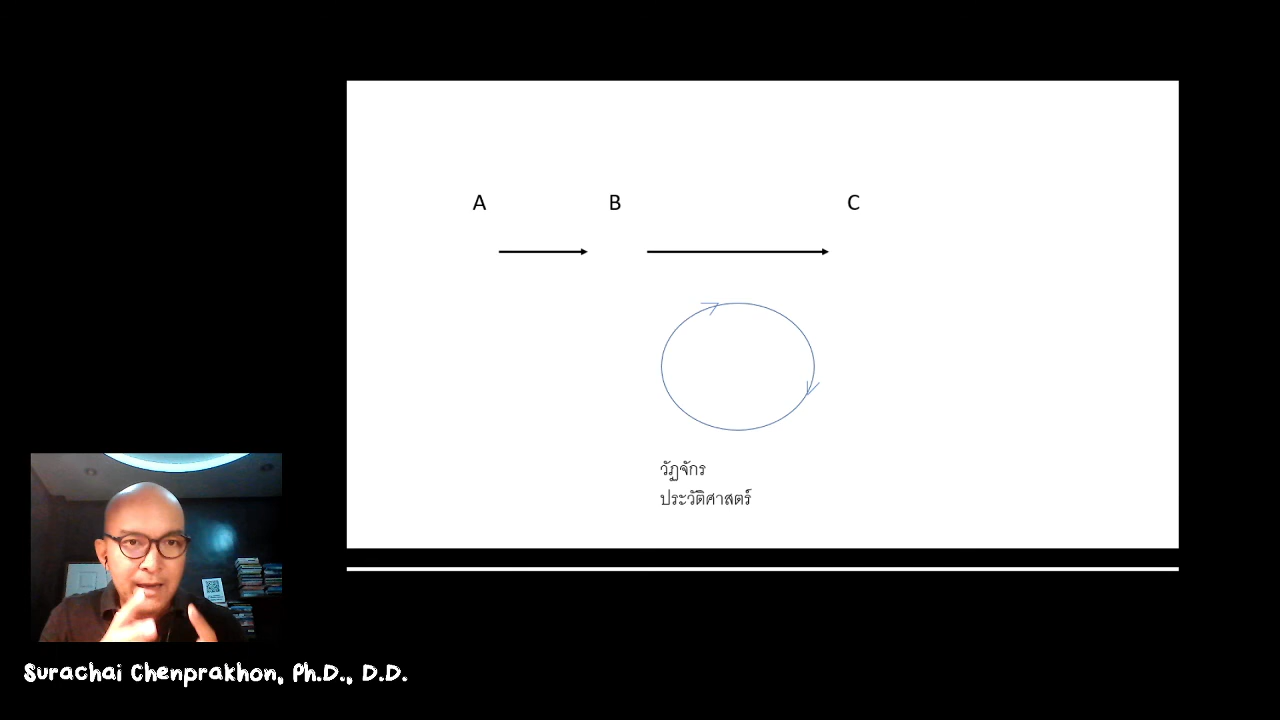 A B C
วัฏจักร
ประวัติศาสตร์
Surachai Chenprakhon, Ph.D., D.D.